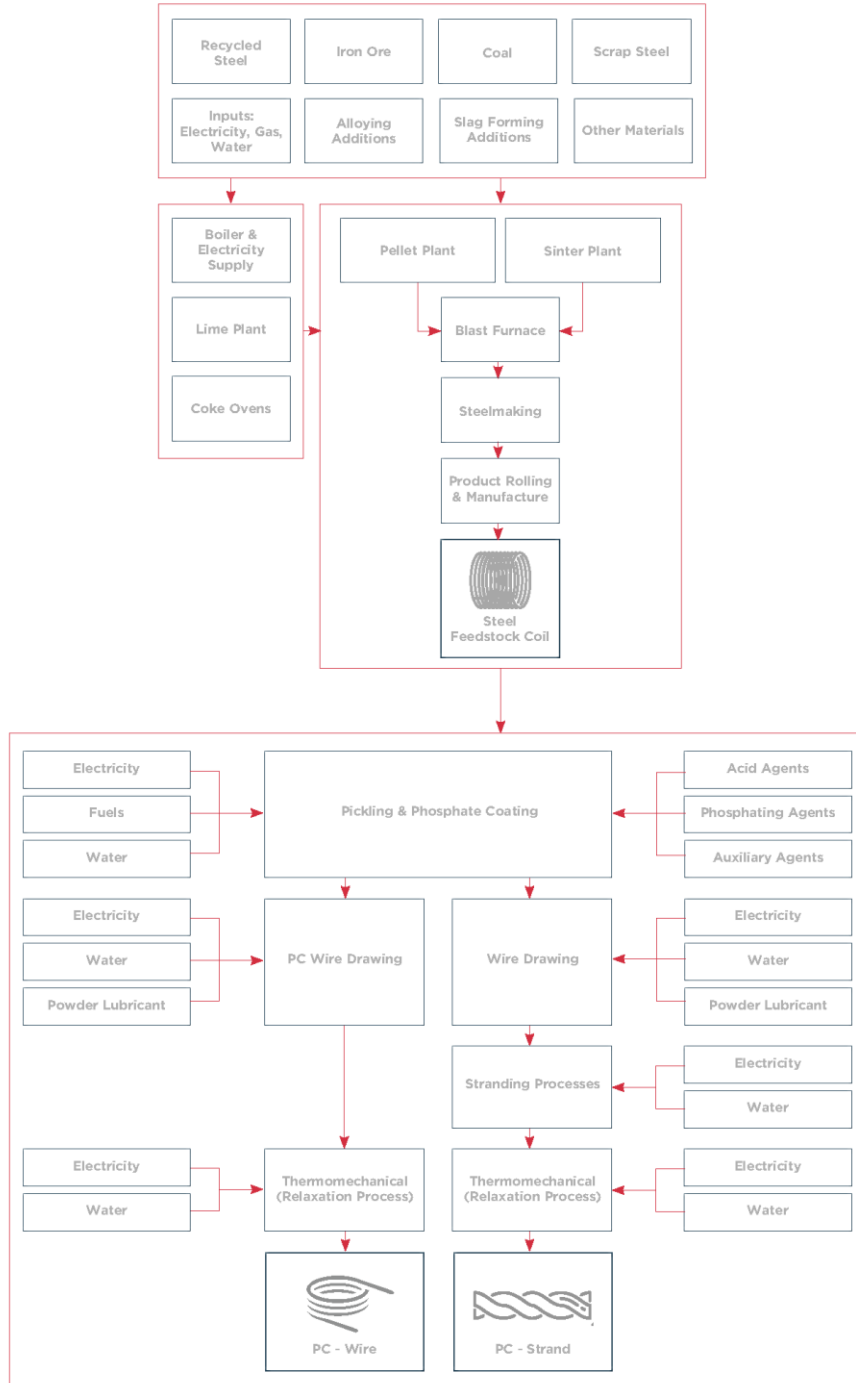 Recycled
Steel
Iron Ore
Coal
Scrap Steel
Inputs:
Electricity, Gas,
Water
Alloying
Additions
Slag Forming
Additions
Other Materials
Boiler &
Electricity
Supply
Lime Plant
Coke Ovens
Pellet Plant
Sinter Plant
Blast Furnace
Steelmaking
Product Rolling
& Manufacture
Steel
Feedstock Coil
Electricity
Fuels
Water
Pickling & Phosphate Coating
Acid Agents
Phosphating Agents
Auxiliary Agents
Electricity
Water
Powder Lubricant
PC Wire Drawing
Wire Drawing
Electricity
Water
Powder Lubricant
Stranding Processes
Electricity
Water
Electricity
Water
Thermomechanical
(Relaxation Process)
Thermomechanical
(Relaxation Process)
Electricity
Water
PC - Wire
PC - Strand